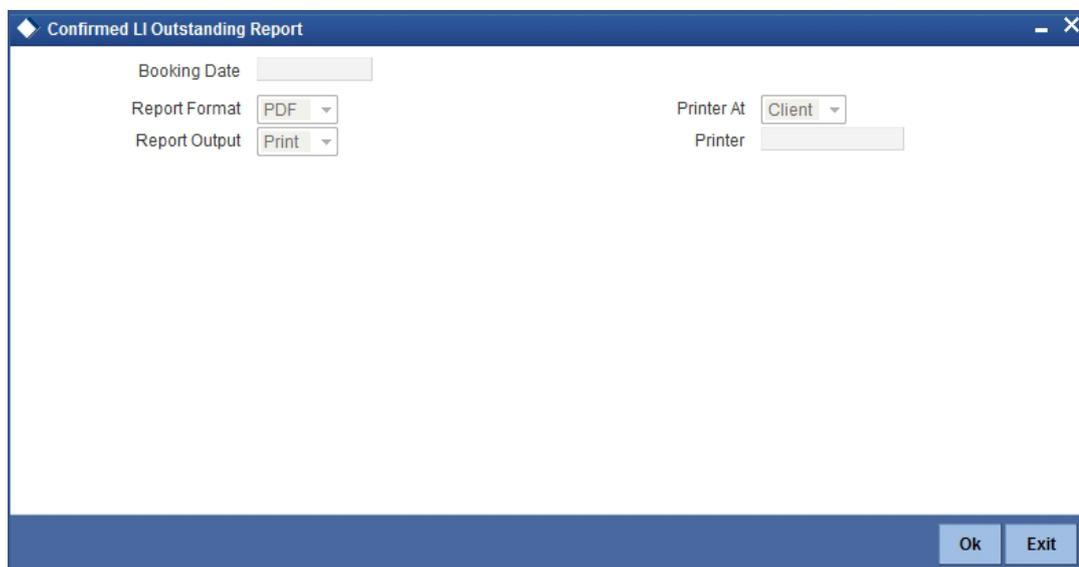 Confirmed LI Outstanding Report
Booking Date
Report Format PDF Printer At Client
Report Output Print Printer
Ok Exit